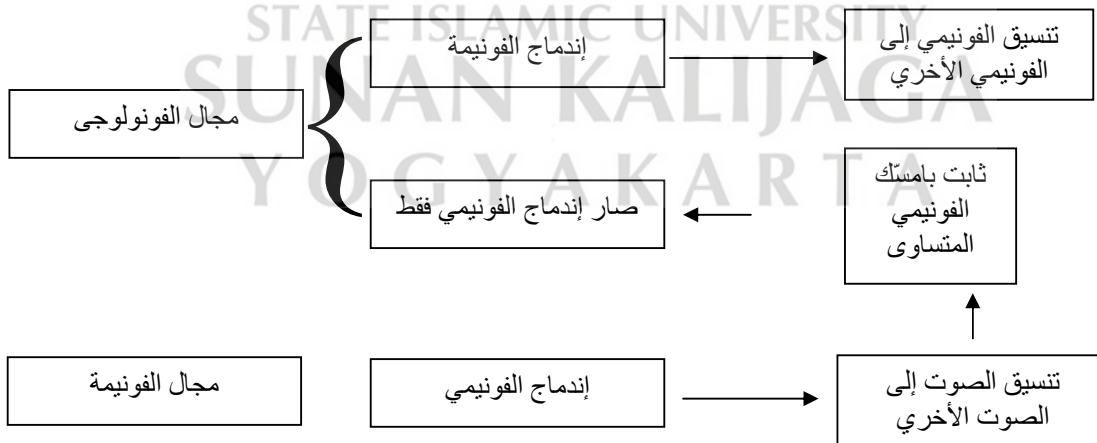 STATE ISLAMIC UNIVERSITY
SUNAN KALIJAGA
YOGYAKARTA
إندماج الفونيمة
تنسيق الفونيمي إلى
الفونيمي الأخري
مجال الفونولوجى
ثابت بامسّك
الفونيمي
المتساوى
صار إندماج الفونيمي فقط
مجال الفونيمة
إندماج الفونيمي
تنسيق الصوت إلى
الصوت الأخري